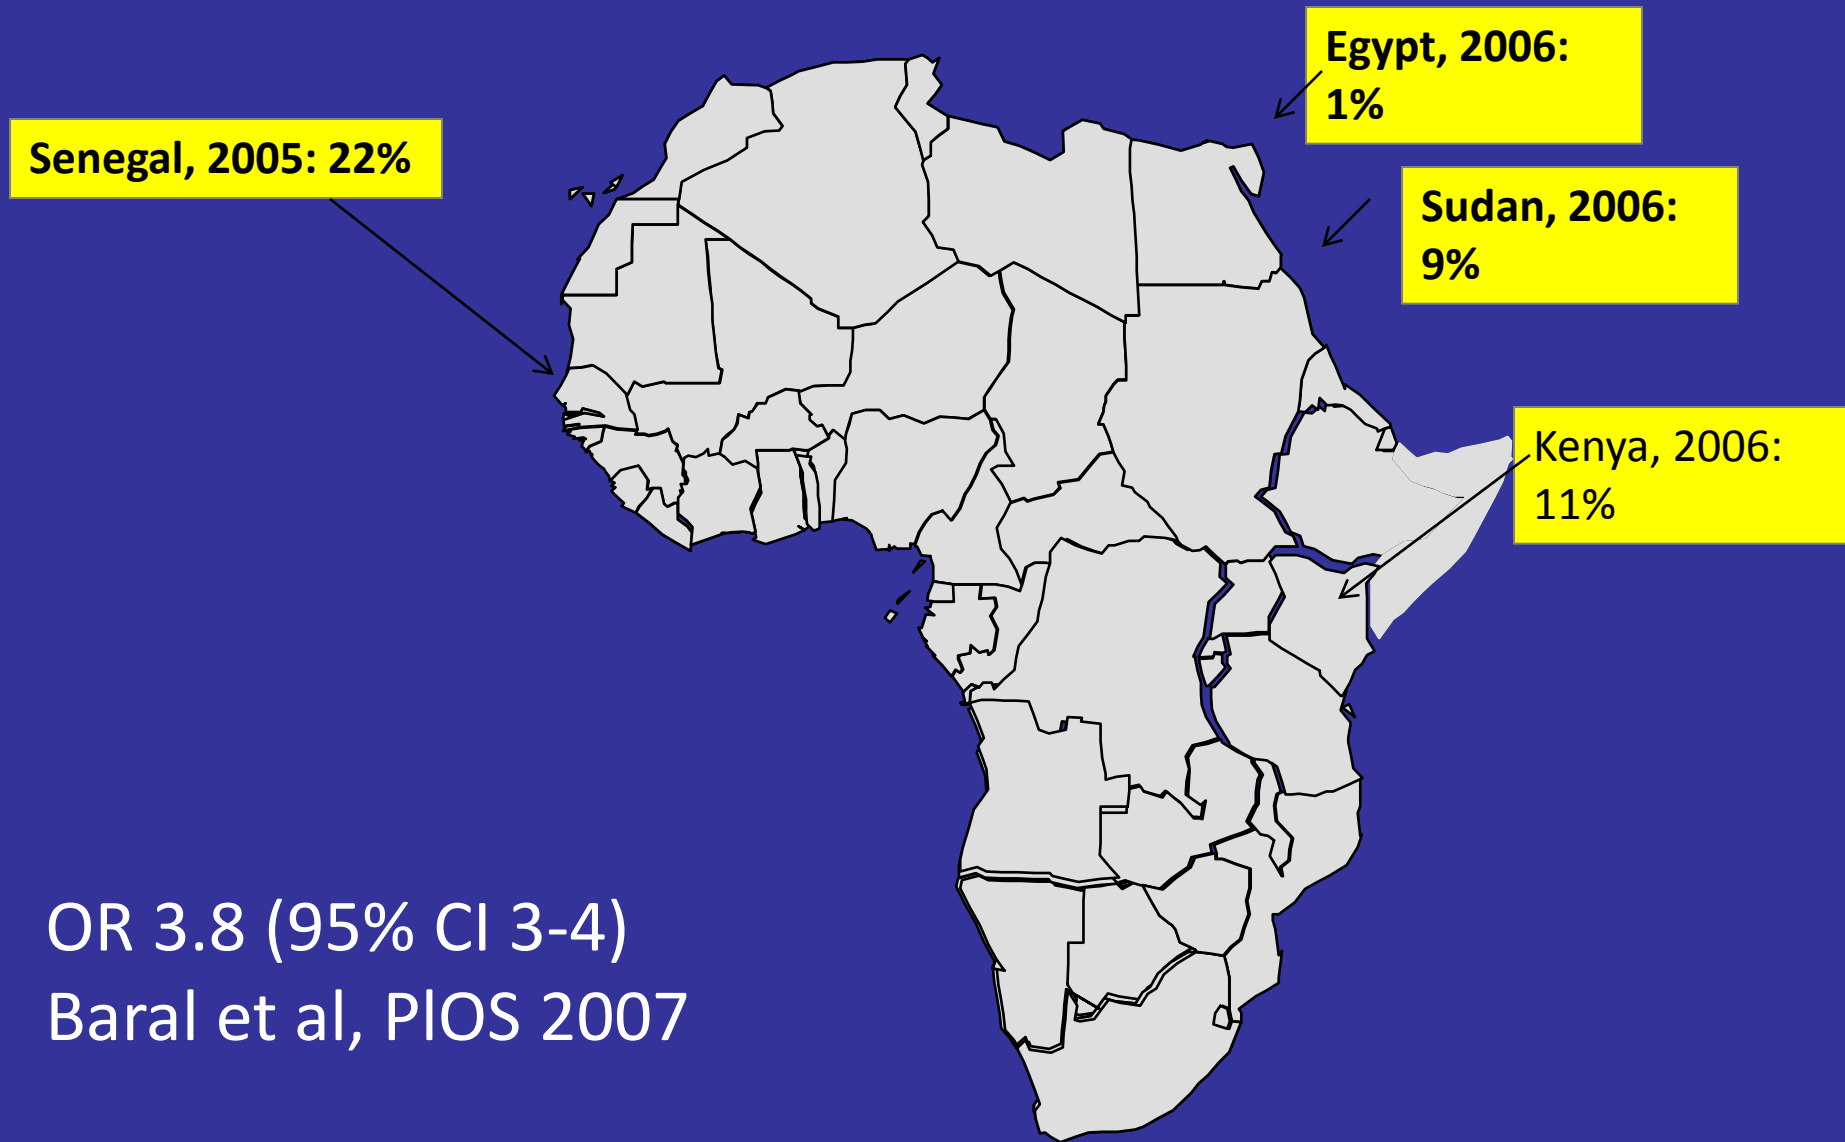 Egypt, 2006:
1%
Senegal, 2005: 22%
Sudan, 2006:
9%
Kenya, 2006:
11%
OR 3.8 (95% CI 3-4)
Baral et al, PlOS 2007